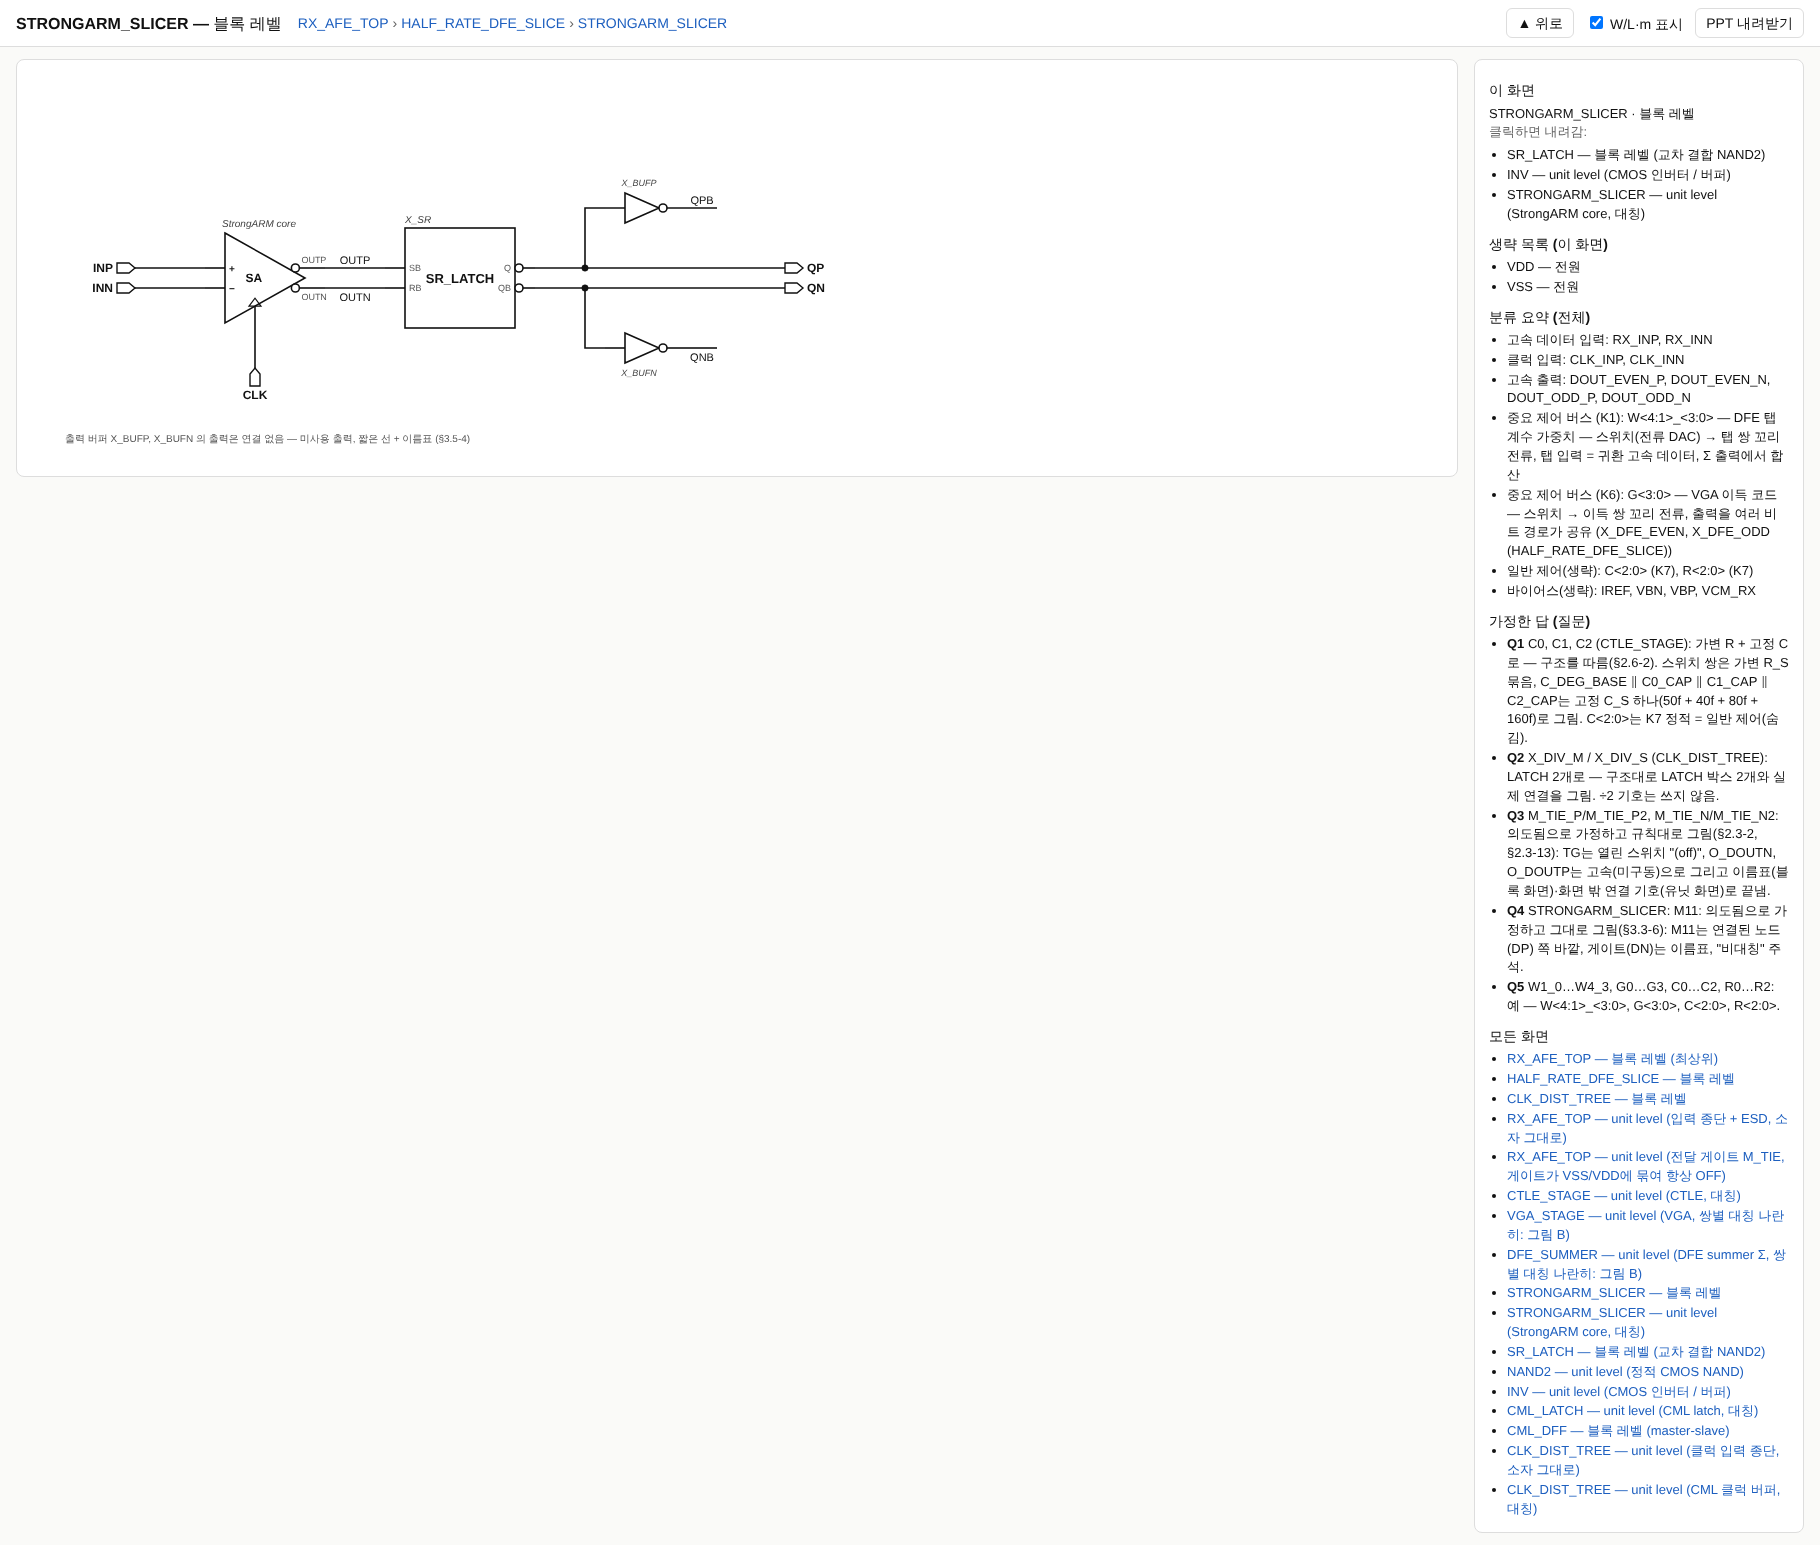 STRONGARM_SLICER — 블록 레벨
RX_AFE_TOP › HALF_RATE_DFE_SLICE › STRONGARM_SLICER
▲ 위로
W/L·m 표시
PPT 내려받기
X_BUFP
QPB
StrongARM core
X_SR
INP
INN
+
−
SA
OUTP
OUTP
OUTN
OUTN
SB
RB
SR_LATCH
Q
QB
QP
QN
QNB
X_BUFN
CLK
출력 버퍼 X_BUFP, X_BUFN 의 출력은 연결 없음 — 미사용 출력, 짧은 선 + 이름표 (§3.5-4)
이 화면
STRONGARM_SLICER · 블록 레벨
클릭하면 내려감:
SR_LATCH — 블록 레벨 (교차 결합 NAND2)
INV — unit level (CMOS 인버터 / 버퍼)
STRONGARM_SLICER — unit level
(StrongARM core, 대칭)
생략 목록 (이 화면)
VDD — 전원
VSS — 전원
분류 요약 (전체)
고속 데이터 입력: RX_INP, RX_INN
클럭 입력: CLK_INP, CLK_INN
고속 출력: DOUT_EVEN_P, DOUT_EVEN_N,
DOUT_ODD_P, DOUT_ODD_N
중요 제어 버스 (K1): W<4:1>_<3:0> — DFE 탭
계수 가중치 — 스위치(전류 DAC) → 탭 쌍 꼬리
전류, 탭 입력 = 귀환 고속 데이터, Σ 출력에서 합
산
중요 제어 버스 (K6): G<3:0> — VGA 이득 코드
— 스위치 → 이득 쌍 꼬리 전류, 출력을 여러 비
트 경로가 공유 (X_DFE_EVEN, X_DFE_ODD
(HALF_RATE_DFE_SLICE))
일반 제어(생략): C<2:0> (K7), R<2:0> (K7)
바이어스(생략): IREF, VBN, VBP, VCM_RX
가정한 답 (질문)
Q1 C0, C1, C2 (CTLE_STAGE): 가변 R + 고정 C
로 — 구조를 따름(§2.6-2). 스위치 쌍은 가변 R_S
묶음, C_DEG_BASE ∥ C0_CAP ∥ C1_CAP ∥
C2_CAP는 고정 C_S 하나(50f + 40f + 80f +
160f)로 그림. C<2:0>는 K7 정적 = 일반 제어(숨
김).
Q2 X_DIV_M / X_DIV_S (CLK_DIST_TREE):
LATCH 2개로 — 구조대로 LATCH 박스 2개와 실
제 연결을 그림. ÷2 기호는 쓰지 않음.
Q3 M_TIE_P/M_TIE_P2, M_TIE_N/M_TIE_N2:
의도됨으로 가정하고 규칙대로 그림(§2.3-2,
§2.3-13): TG는 열린 스위치 "(off)", O_DOUTN,
O_DOUTP는 고속(미구동)으로 그리고 이름표(블
록 화면)·화면 밖 연결 기호(유닛 화면)로 끝냄.
Q4 STRONGARM_SLICER: M11: 의도됨으로 가
정하고 그대로 그림(§3.3-6): M11는 연결된 노드
(DP) 쪽 바깥, 게이트(DN)는 이름표, "비대칭" 주
석.
Q5 W1_0…W4_3, G0…G3, C0…C2, R0…R2:
예 — W<4:1>_<3:0>, G<3:0>, C<2:0>, R<2:0>.
모든 화면
RX_AFE_TOP — 블록 레벨 (최상위)
HALF_RATE_DFE_SLICE — 블록 레벨
CLK_DIST_TREE — 블록 레벨
RX_AFE_TOP — unit level (입력 종단 + ESD, 소
자 그대로)
RX_AFE_TOP — unit level (전달 게이트 M_TIE,
게이트가 VSS/VDD에 묶여 항상 OFF)
CTLE_STAGE — unit level (CTLE, 대칭)
VGA_STAGE — unit level (VGA, 쌍별 대칭 나란
히: 그림 B)
DFE_SUMMER — unit level (DFE summer Σ, 쌍
별 대칭 나란히: 그림 B)
STRONGARM_SLICER — 블록 레벨
STRONGARM_SLICER — unit level
(StrongARM core, 대칭)
SR_LATCH — 블록 레벨 (교차 결합 NAND2)
NAND2 — unit level (정적 CMOS NAND)
INV — unit level (CMOS 인버터 / 버퍼)
CML_LATCH — unit level (CML latch, 대칭)
CML_DFF — 블록 레벨 (master-slave)
CLK_DIST_TREE — unit level (클럭 입력 종단,
소자 그대로)
CLK_DIST_TREE — unit level (CML 클럭 버퍼,
대칭)